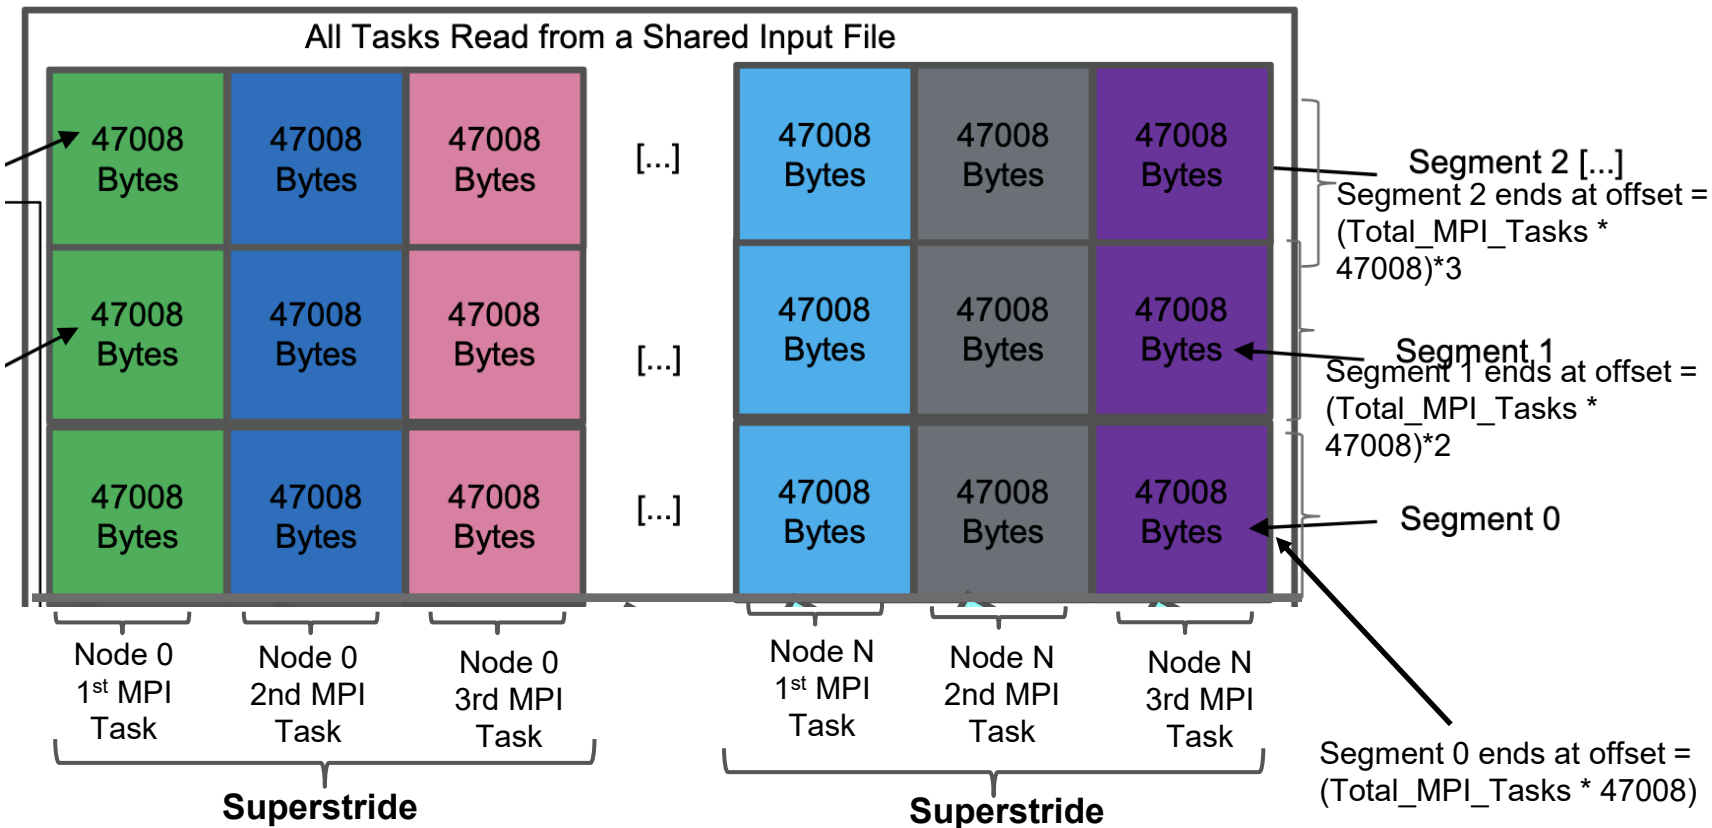 All Tasks Read from a Shared Input File
47008
Bytes
47008
Bytes
47008
Bytes
[...]
47008
Bytes
47008
Bytes
47008
Bytes
Segment 2 [...]
Segment 2 ends at offset =
(Total_MPI_Tasks *
47008)*3
47008
Bytes
47008
Bytes
47008
Bytes
[...]
47008
Bytes
47008
Bytes
47008
Bytes
Segment 1
Segment 1 ends at offset =
(Total_MPI_Tasks *
47008)*2
47008
Bytes
47008
Bytes
47008
Bytes
[...]
47008
Bytes
47008
Bytes
47008
Bytes
Segment 0
Node 0
1st MPI
Task
Node 0
2nd MPI
Task
Node 0
3rd MPI
Task
Node N
1st MPI
Task
Node N
2nd MPI
Task
Node N
3rd MPI
Task
Segment 0 ends at offset =
(Total_MPI_Tasks * 47008)
Superstride
Superstride